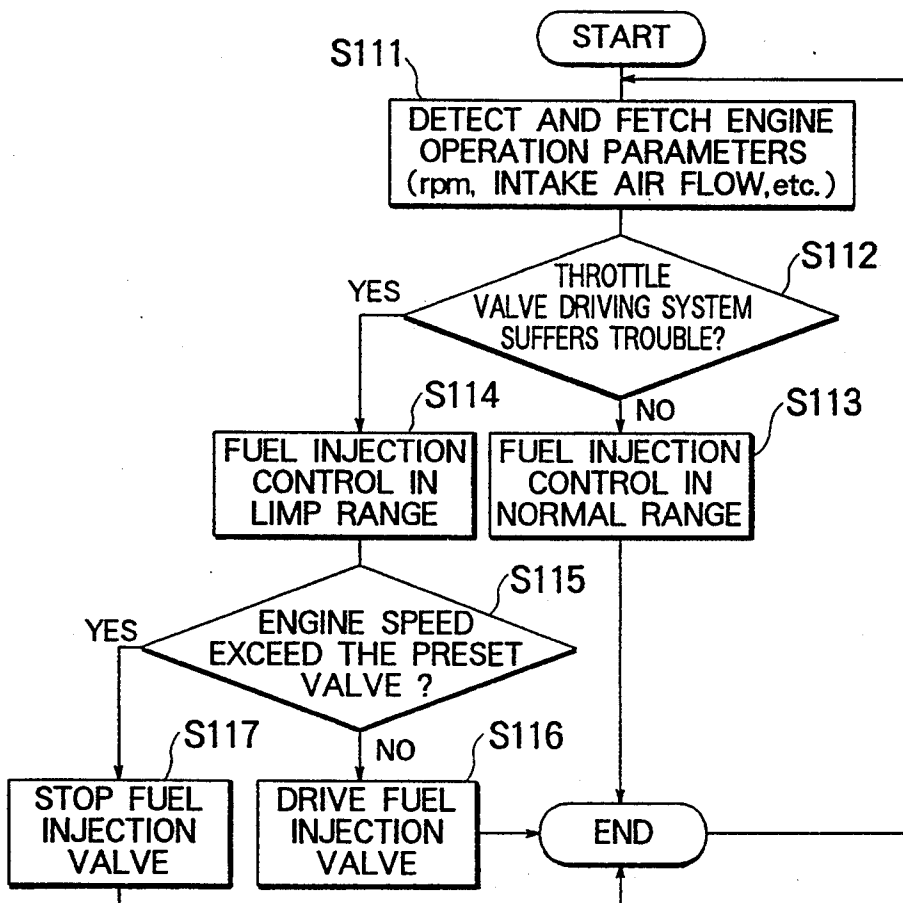 START
S111
DETECT AND FETCH ENGINE
OPERATION PARAMETERS
(rpm, INTAKE AIR FLOW,etc.)
S112
THROTTLE
VALVE DRIVING SYSTEM
SUFFERS TROUBLE?
YES
NO
S114
FUEL INJECTION
CONTROL IN
LIMP RANGE
S113
FUEL INJECTION
CONTROL IN
NORMAL RANGE
S115
ENGINE SPEED
EXCEED THE PRESET
VALVE ?
YES
NO
S117
STOP FUEL
INJECTION
VALVE
S116
DRIVE FUEL
INJECTION
VALVE
END